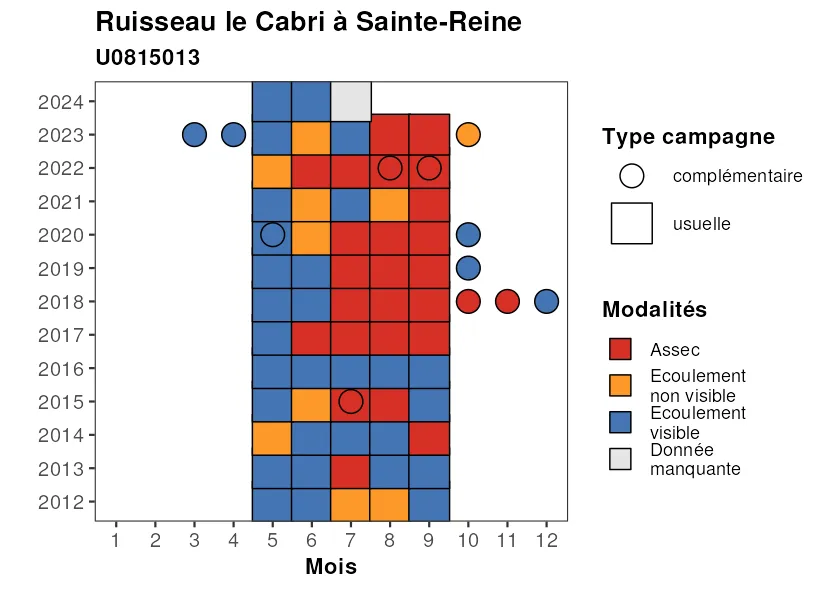 Ruisseau le Cabri à Sainte-Reine
U0815013
2024
2023
2022
2021
2020
2019
2018
2017
2016
2015
2014
2013
2012
1 2 3 4 5 6 7 8 9 10 11 12
Mois
Type campagne
complémentaire
usuelle
Modalités
Assec
Ecoulement
non visible
Ecoulement
visible
Donnée
manquante